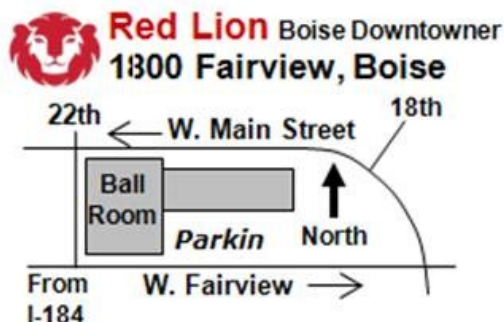 Red Lion Boise Downtowner
1800 Fairview, Boise
22th
18th
W. Main Street
Ball
Room
Parkin
North
From
I-184
W. Fairview